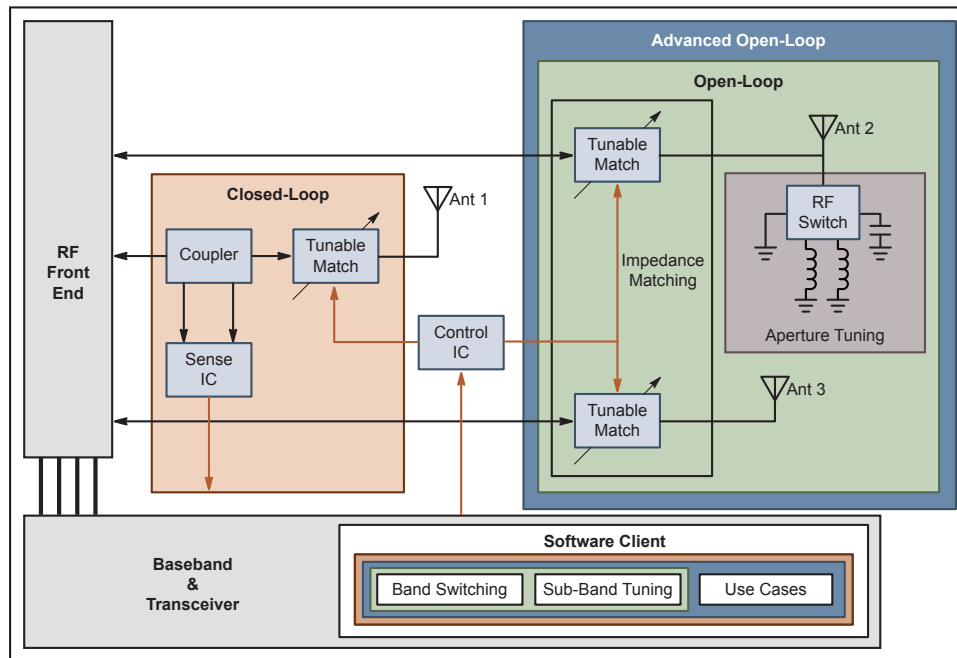 Advanced Open-Loop
Open-Loop
Tunable
Match
Ant 2
RF
Switch
Impedance
Matching
Aperture Tuning
Tunable
Match
Ant 3
RF
Front
End
Closed-Loop
Coupler
Tunable
Match
Ant 1
Sense
IC
Control
IC
Baseband
&
Transceiver
Software Client
Band Switching
Sub-Band Tuning
Use Cases